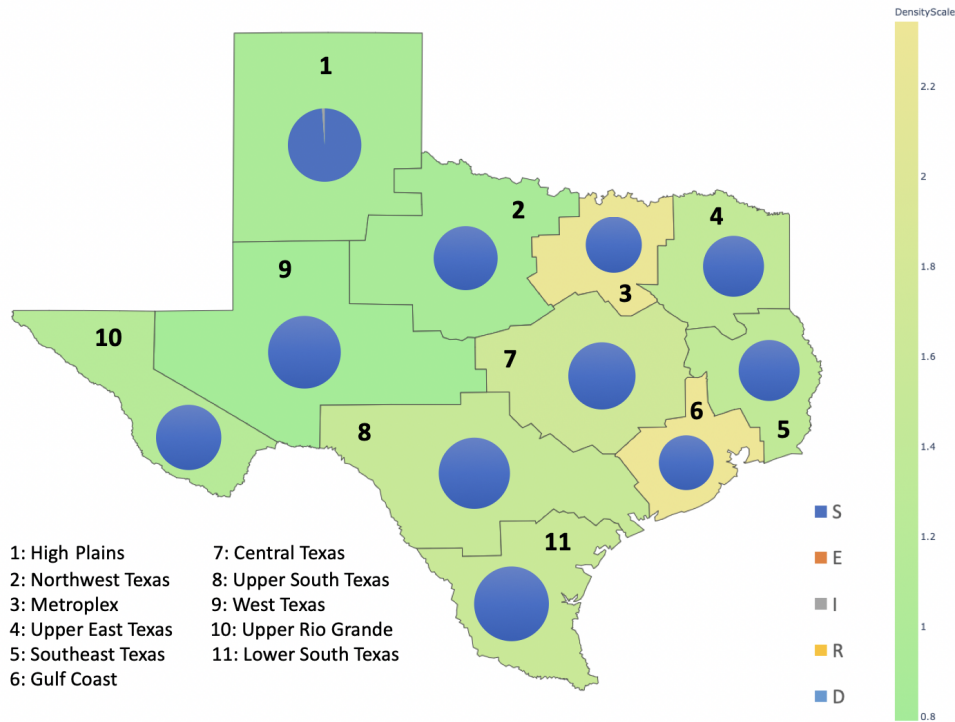 DensityScale
2.2
2
1.8
1.6
1.4
1.2
1
0.8
1
2
3
4
5
6
7
8
9
10
11
S
E
I
R
D
1: High Plains
2: Northwest Texas
3: Metroplex
4: Upper East Texas
5: Southeast Texas
6: Gulf Coast
7: Central Texas
8: Upper South Texas
9: West Texas
10: Upper Rio Grande
11: Lower South Texas